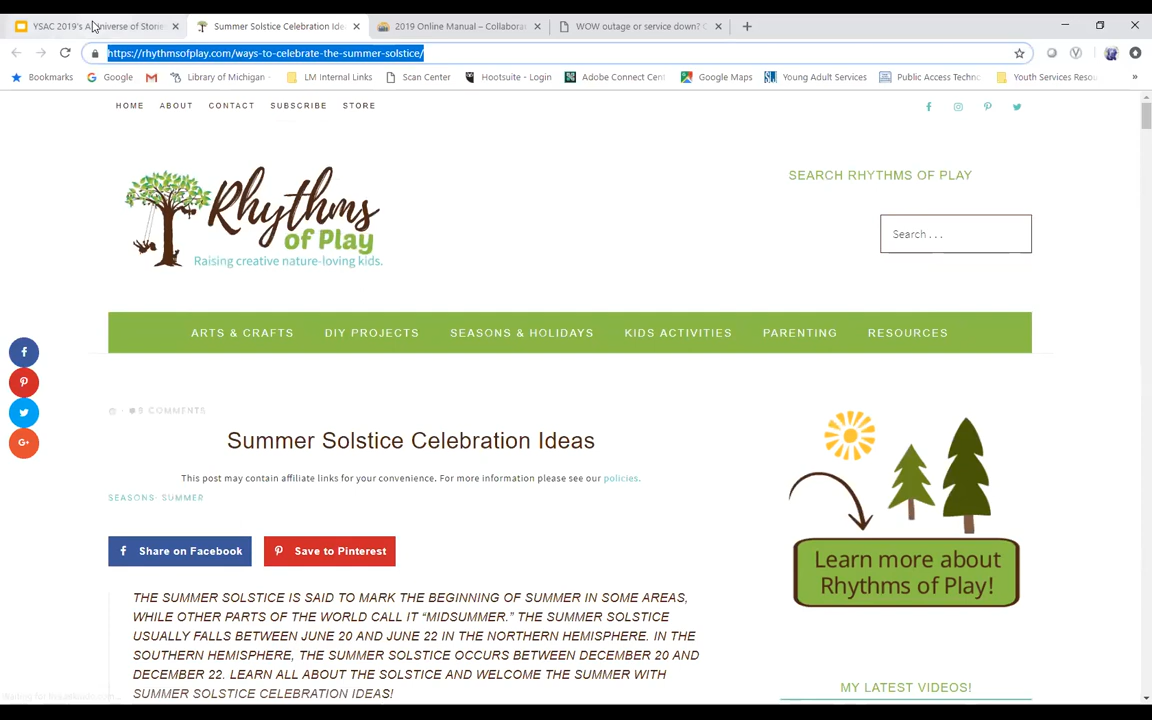 YSAC 2019's A Universe of Stories
Summer Solstice Celebration Idea
2019 Online Manual – Collaborat
WOW outage or service down? C
https://rhythmsofplay.com/ways-to-celebrate-the-summer-solstice/
Bookmarks
Google
Library of Michigan
LM Internal Links
Scan Center
Hootsuite - Login
Adobe Connect Cent
Google Maps
Young Adult Services
Public Access Techno
Youth Services Resou
HOME ABOUT CONTACT SUBSCRIBE STORE
Rhythms
of Play
Raising creative nature-loving kids.
SEARCH RHYTHMS OF PLAY
Search . . .
ARTS & CRAFTS DIY PROJECTS SEASONS & HOLIDAYS KIDS ACTIVITIES PARENTING RESOURCES
9 COMMENTS
Summer Solstice Celebration Ideas
This post may contain affiliate links for your convenience. For more information please see our policies.
SEASONS· SUMMER
Share on Facebook
Save to Pinterest
THE SUMMER SOLSTICE IS SAID TO MARK THE BEGINNING OF SUMMER IN SOME AREAS,
WHILE OTHER PARTS OF THE WORLD CALL IT “MIDSUMMER.” THE SUMMER SOLSTICE
USUALLY FALLS BETWEEN JUNE 20 AND JUNE 22 IN THE NORTHERN HEMISPHERE. IN THE
SOUTHERN HEMISPHERE, THE SUMMER SOLSTICE OCCURS BETWEEN DECEMBER 20 AND
DECEMBER 22. LEARN ALL ABOUT THE SOLSTICE AND WELCOME THE SUMMER WITH
SUMMER SOLSTICE CELEBRATION IDEAS!
Learn more about
Rhythms of Play!
MY LATEST VIDEOS!